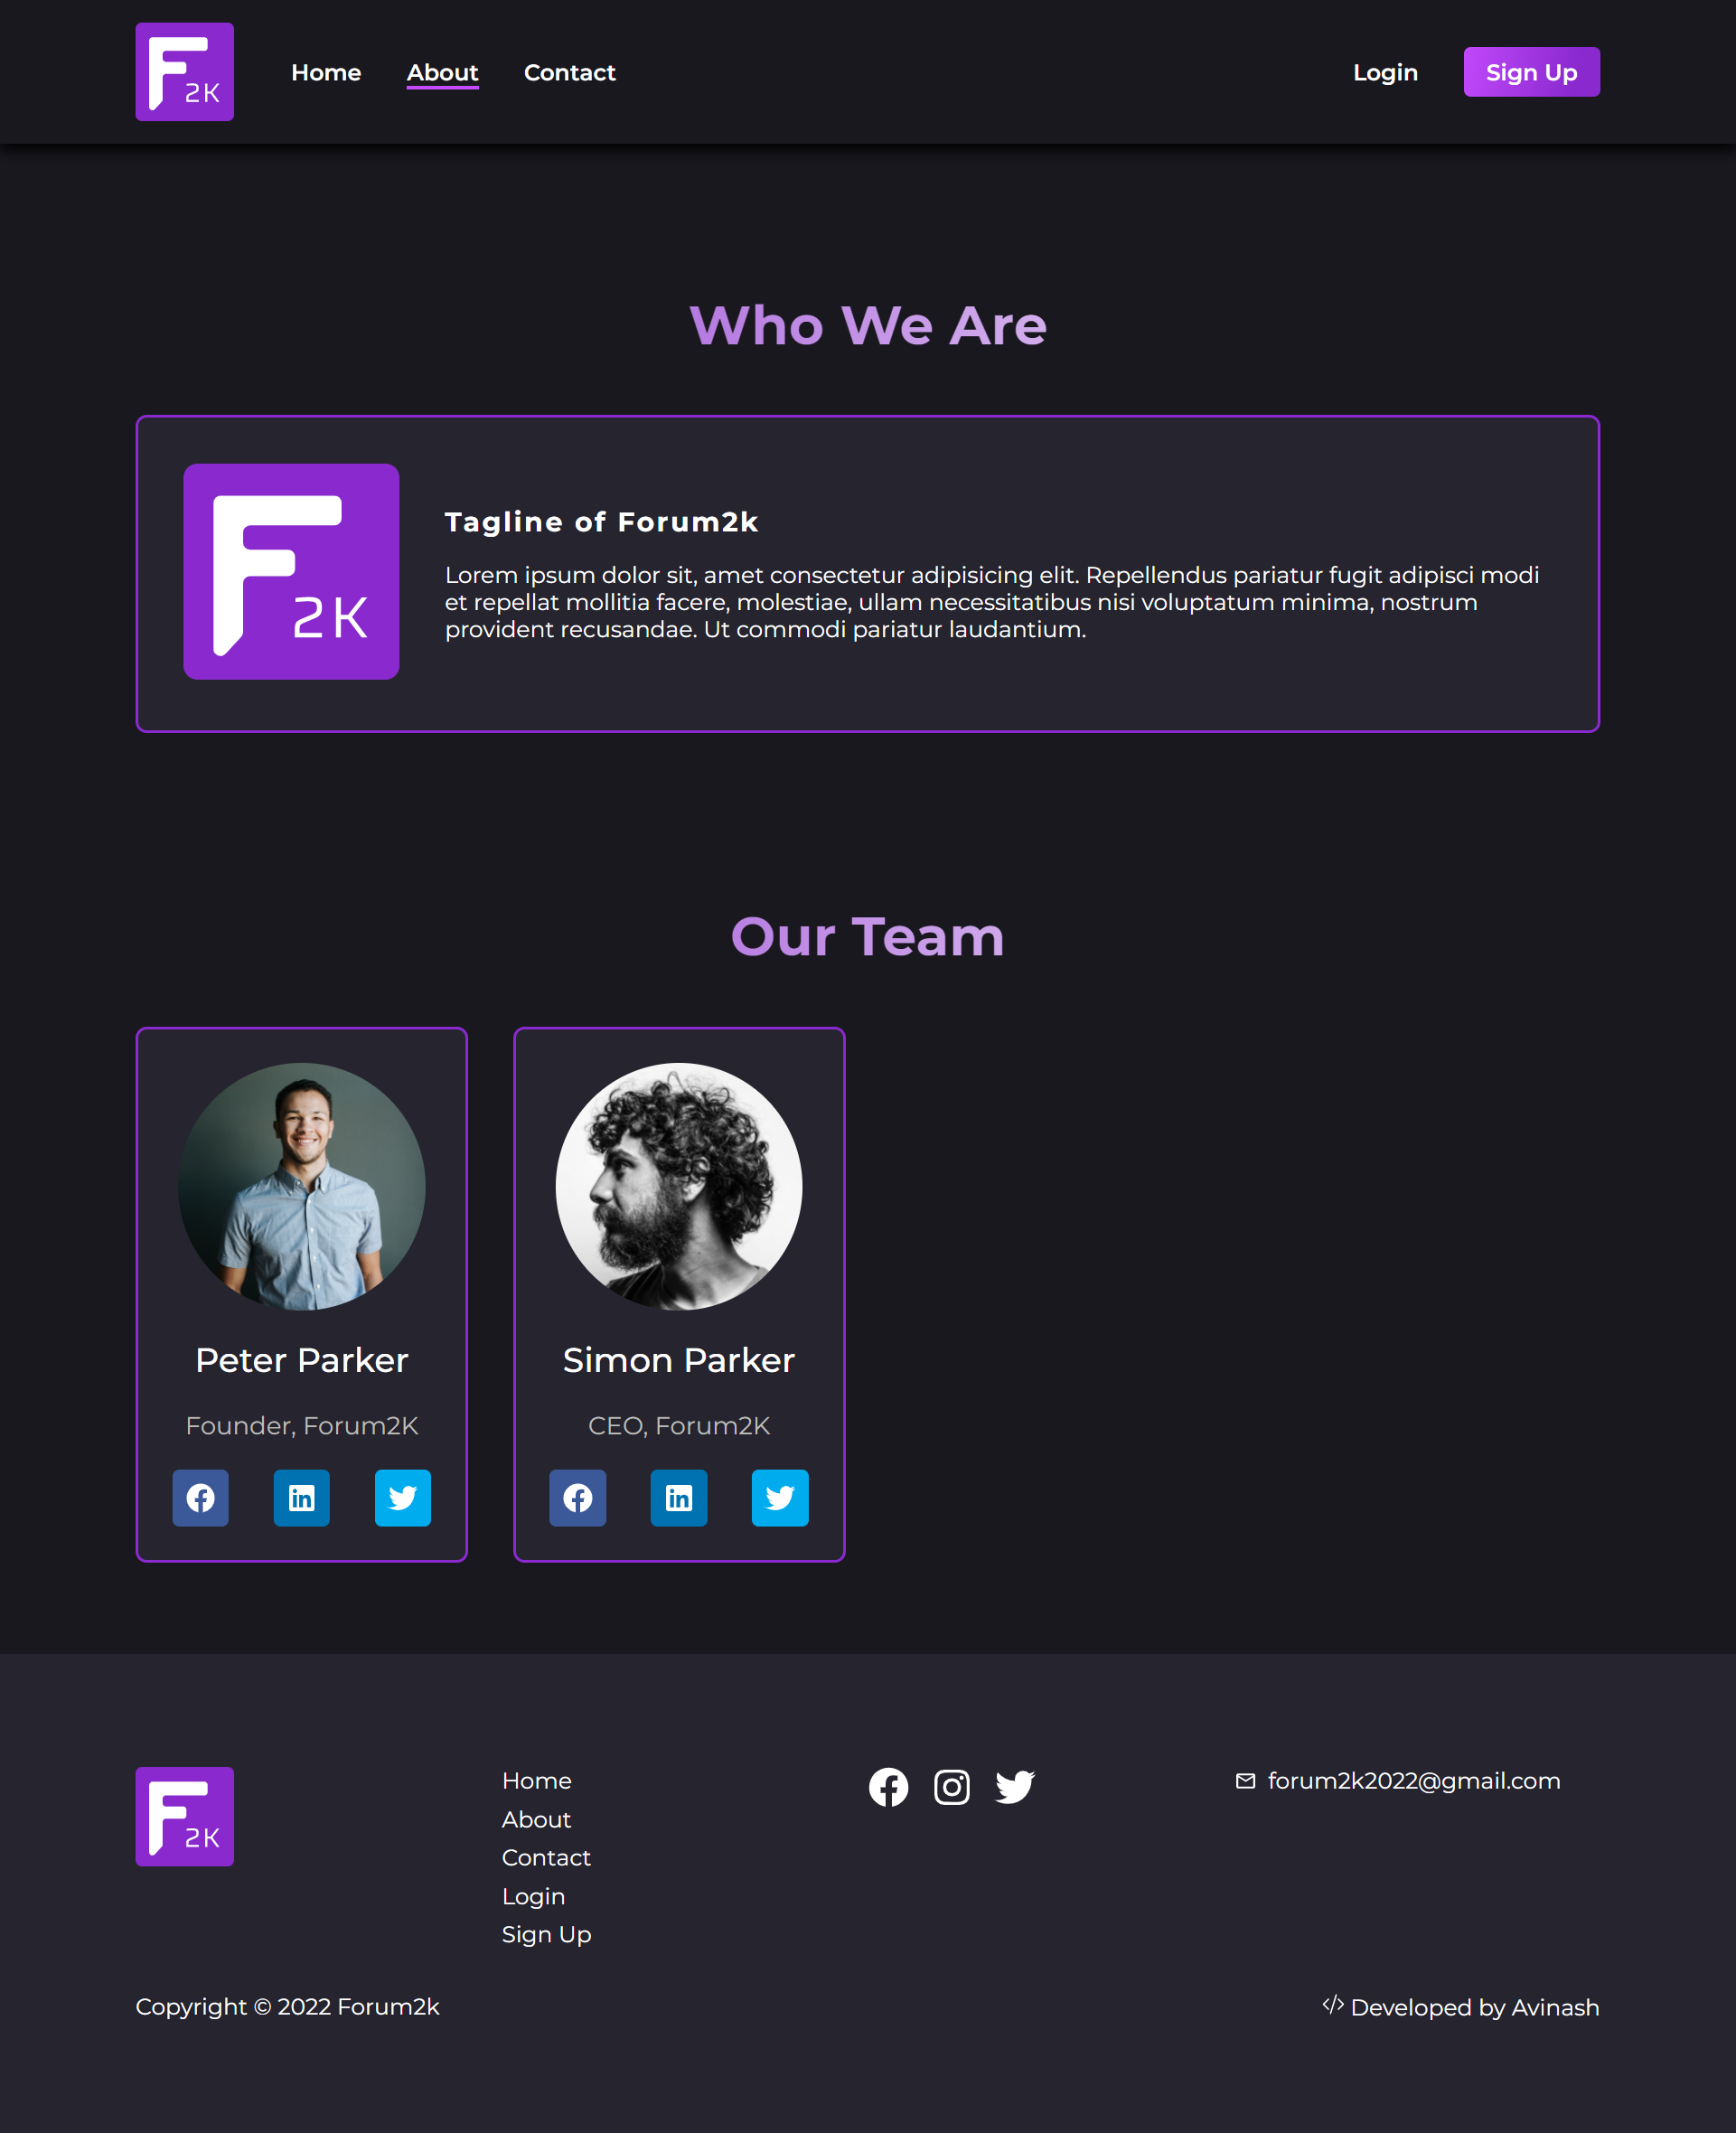 F 2K
Home About Contact Login Sign Up
Who We Are
F 2K
Tagline of Forum2k
Lorem ipsum dolor sit, amet consectetur adipisicing elit. Repellendus pariatur fugit adipisci modi
et repellat mollitia facere, molestiae, ullam necessitatibus nisi voluptatum minima, nostrum
provident recusandae. Ut commodi pariatur laudantium.
Our Team
Peter Parker
Founder, Forum2K
Simon Parker
CEO, Forum2K
F 2K
Home
About
Contact
Login
Sign Up
forum2k2022@gmail.com
Copyright © 2022 Forum2k
</> Developed by Avinash